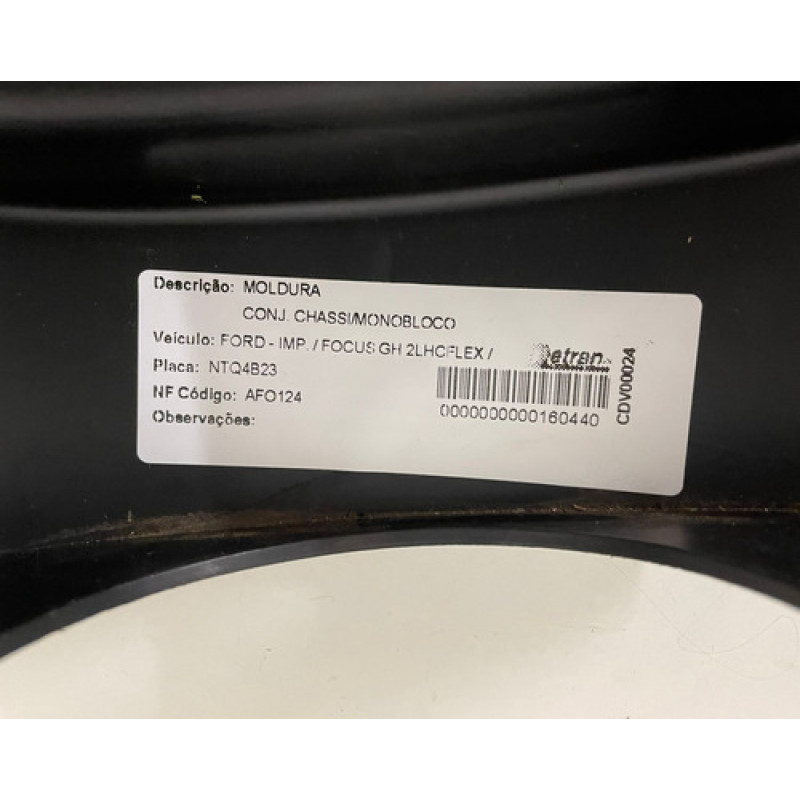 Descrição: MOLDURA
CONJ. CHASSI/MONOBLOCO
Veículo: FORD - IMP. / FOCUS GH 2LHCFLEX /
Placa: NTQ4B23
NF Código: AFO124
Observações:
Detran
0000000000160440
CDV00024